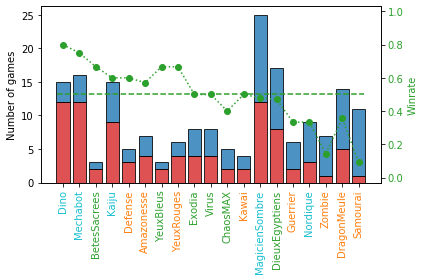 Number of games
25
20
15
10
5
0
1.0
0.8
0.6
0.4
0.2
0.0
Winrate
Dino
Mechabot
BetesSacrees
Kaiju
Defense
Amazonesse
YeuxBleus
YeuxRouges
Exodia
Virus
ChaosMAX
Kawai
MagicienSombre
DieuxEgyptiens
Guerrier
Nordique
Zombie
DragonMeule
Samourai